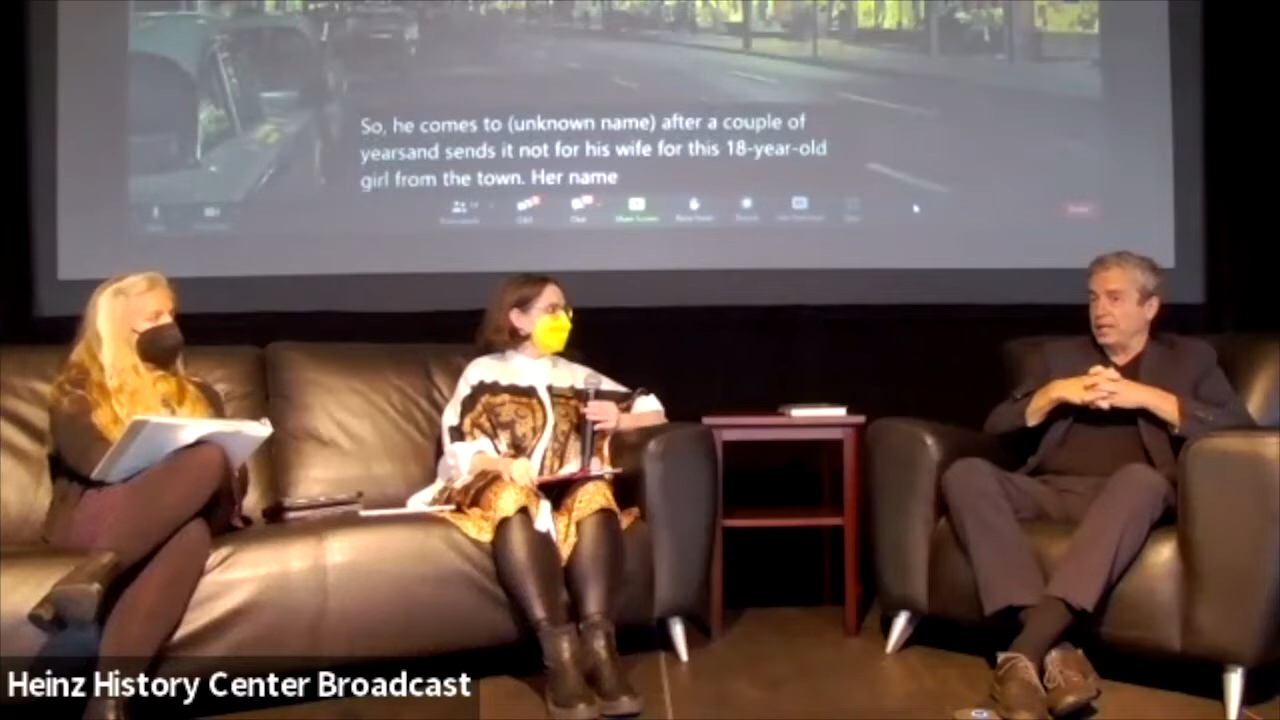 So, he comes to (unknown name) after a couple of
yearsand sends it not for his wife for this 18-year-old
girl from the town. Her name
Heinz History Center Broadcast